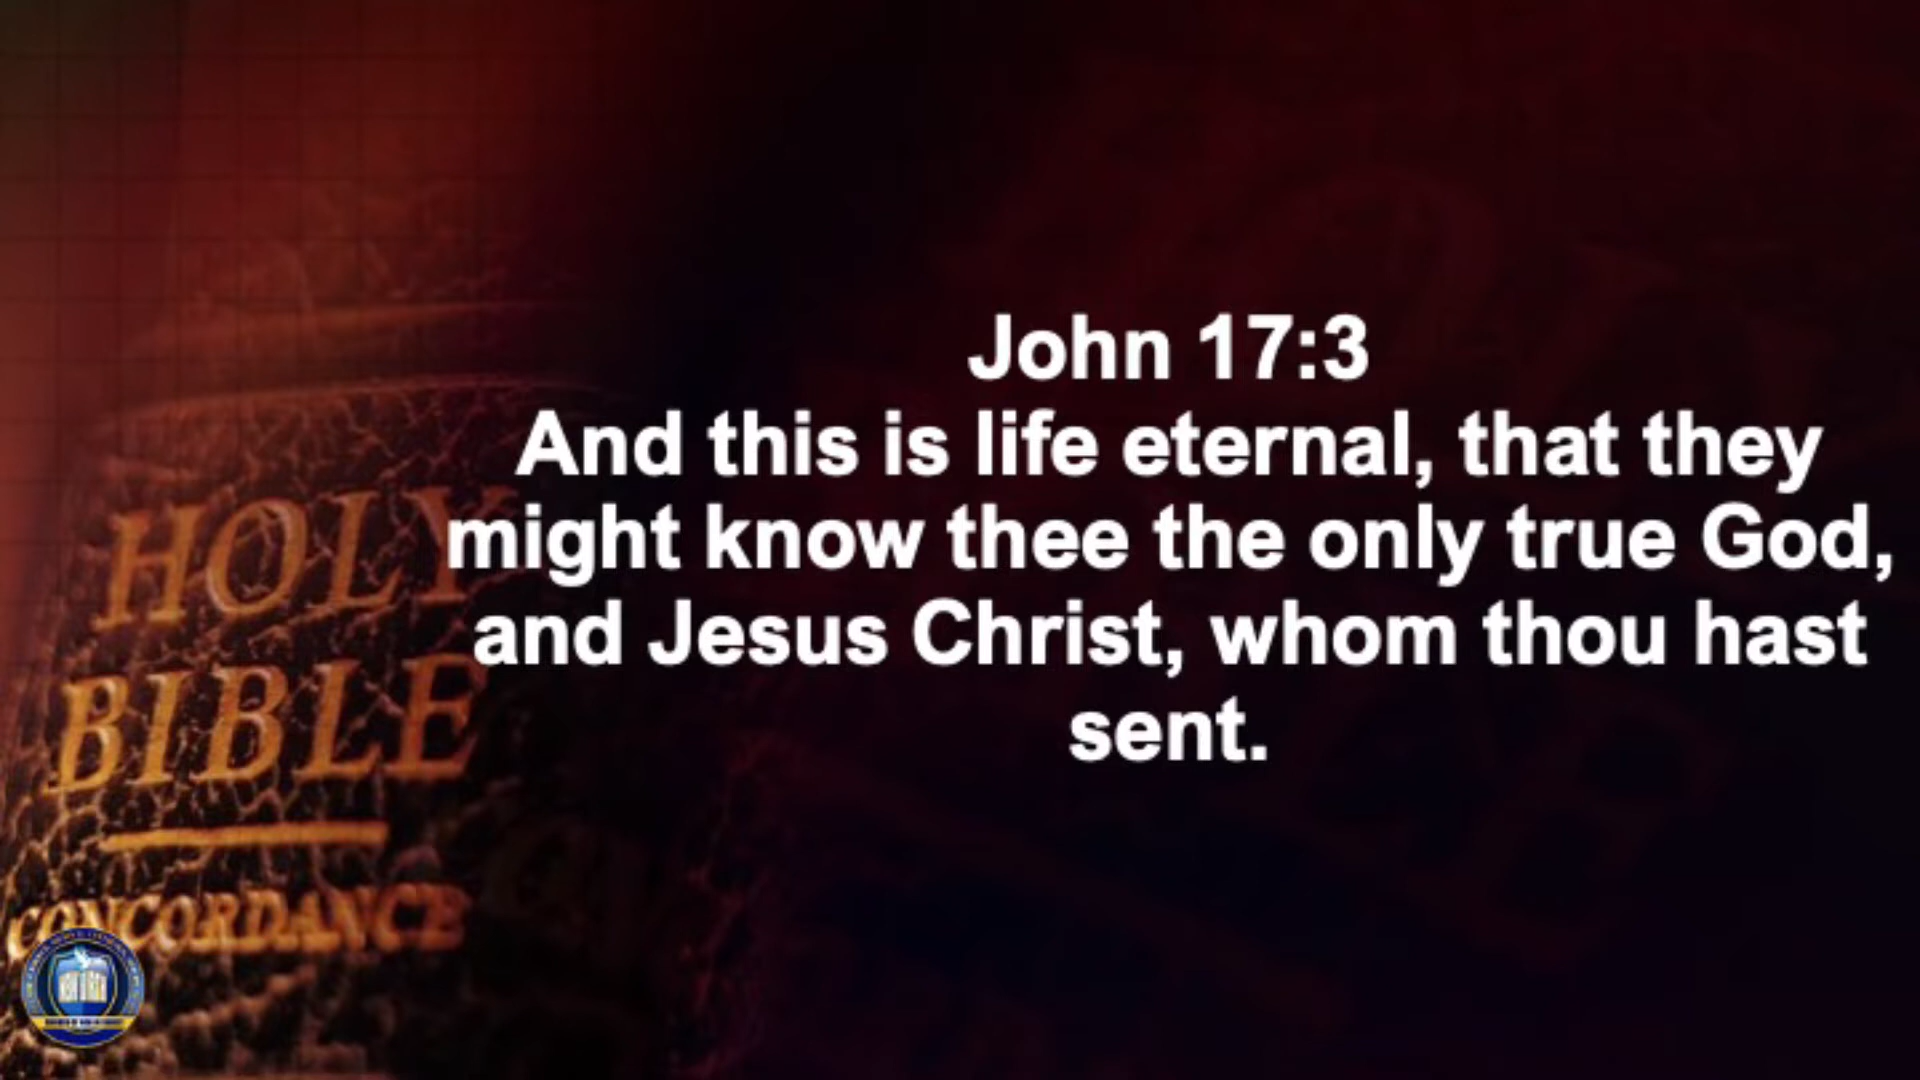 John 17:3
And this is life eternal, that they
might know thee the only true God,
and Jesus Christ, whom thou hast
sent.
HOLY
BIBLE
CONCORDANCE